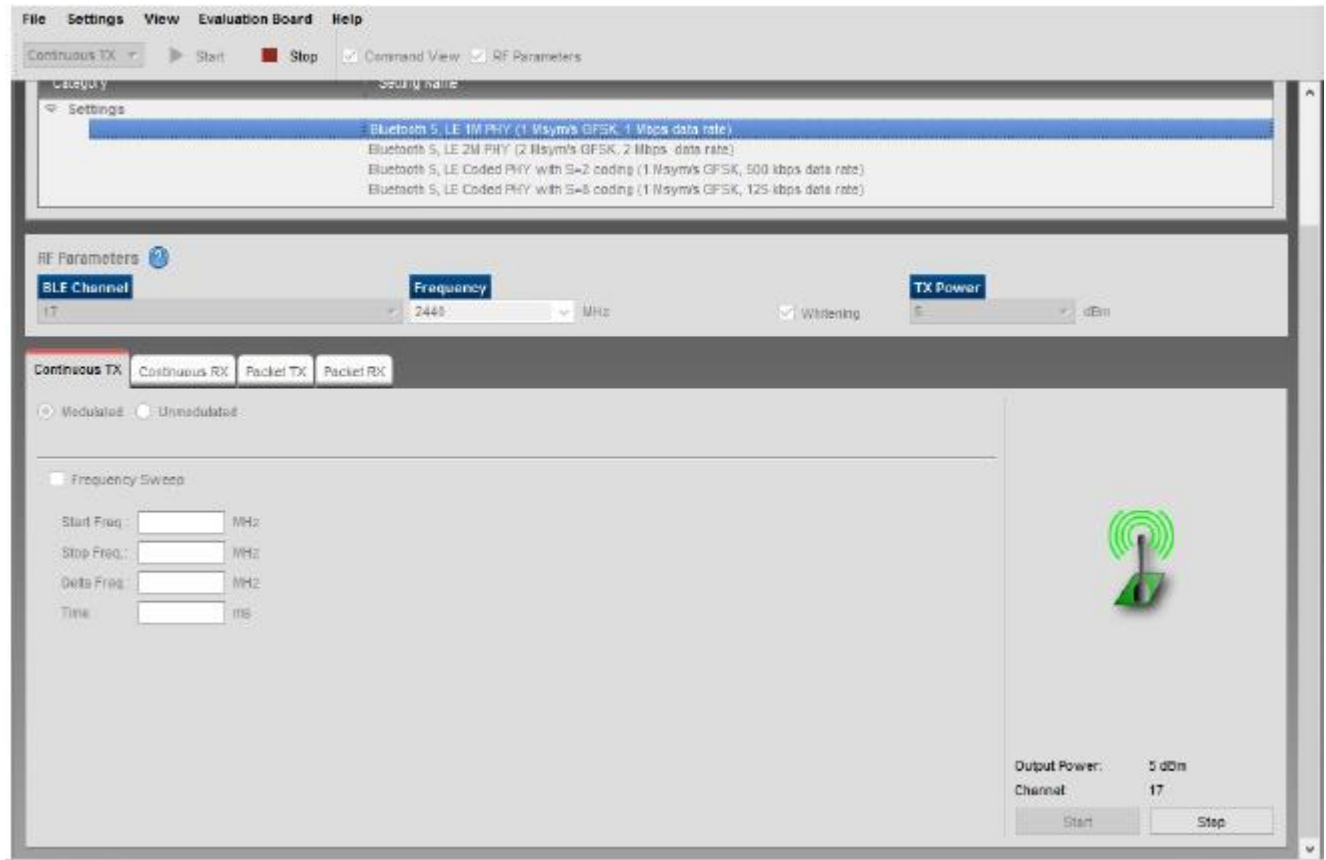 File Settings View Evaluation Board Help
Continuous TX Start Stop Command View RF Parameters
Category Setting Name
Settings
Bluetooth 5, LE 1M PHY (1 Msym/s GFSK, 1 Mbps data rate)
Bluetooth 5, LE 2M PHY (2 Msym/s GFSK, 2 Mbps data rate)
Bluetooth 5, LE Coded PHY with S=2 coding (1 Msym/s GFSK, 500 kbps data rate)
Bluetooth 5, LE Coded PHY with S=8 coding (1 Msym/s GFSK, 125 kbps data rate)
RF Parameters ?
BLE Channel Frequency TX Power
17 2440 MHz Whitening 5 dBm
Continuous TX Continuous RX Packet TX Packet RX
Modulated Unmodulated
Frequency Sweep
Start Freq.: MHz
Stop Freq.: MHz
Delta Freq.: MHz
Time: ms
Output Power: 5 dBm
Channel: 17
Start Stop